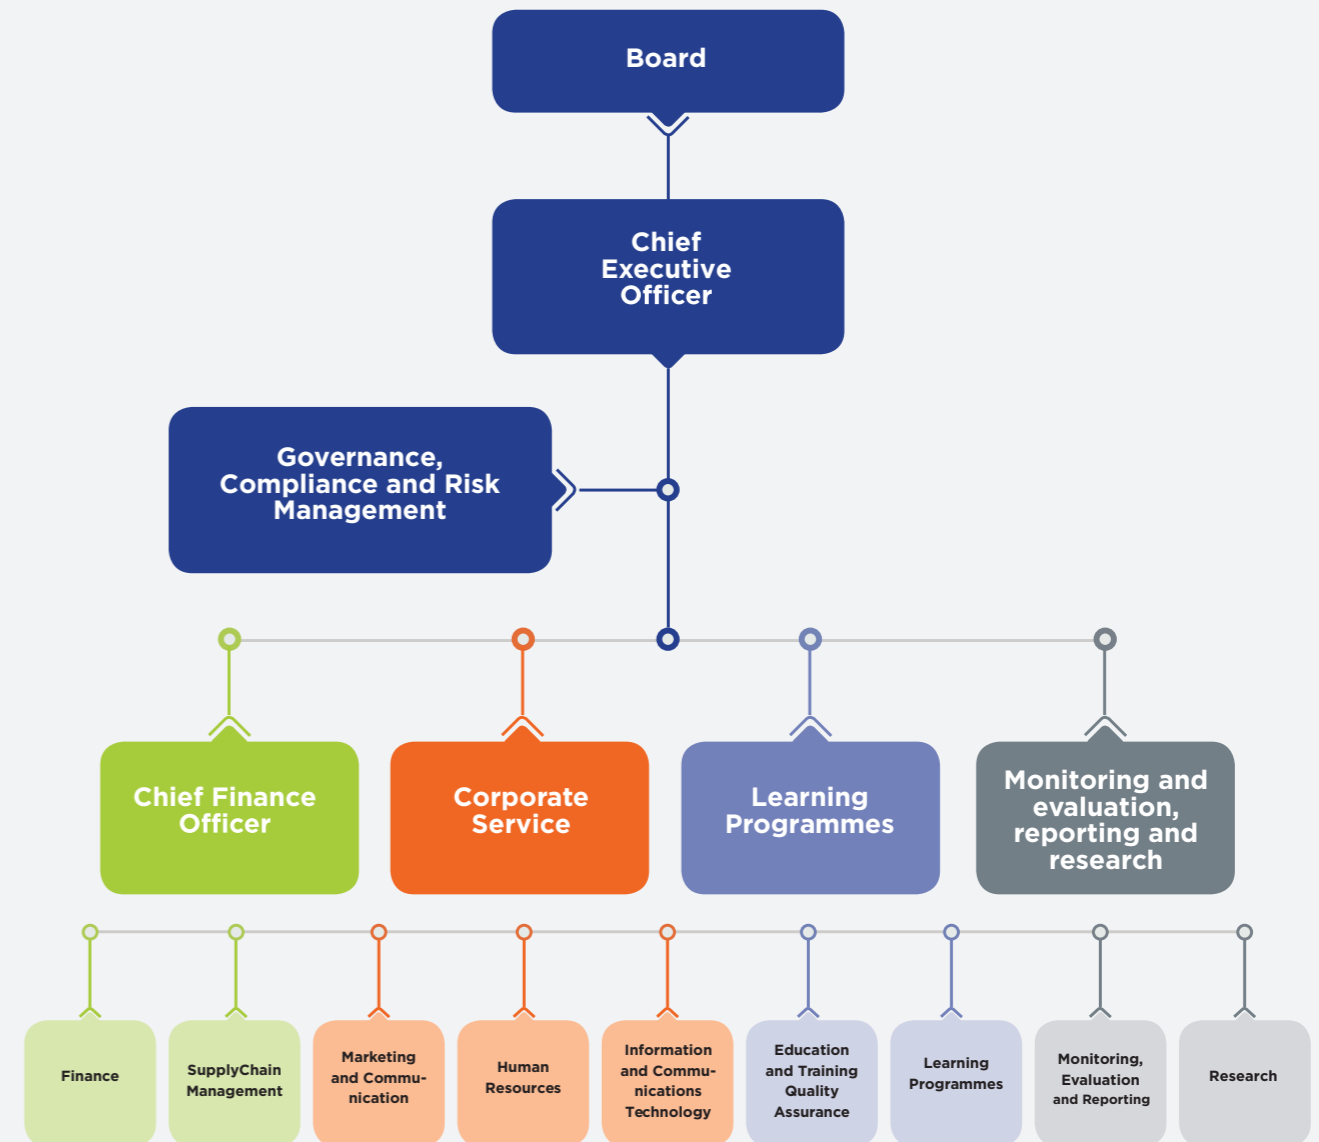 Board
Chief
Executive
Officer
Governance,
Compliance and Risk
Management
Chief Finance
Officer
Corporate
Service
Learning
Programmes
Monitoring and
evaluation,
reporting and
research
Finance
SupplyChain
Management
Marketing
and Commu-
nication
Human
Resources
Information
and Commu-
nications
Technology
Education
and Training
Quality
Assurance
Learning
Programmes
Monitoring,
Evaluation
and Reporting
Research